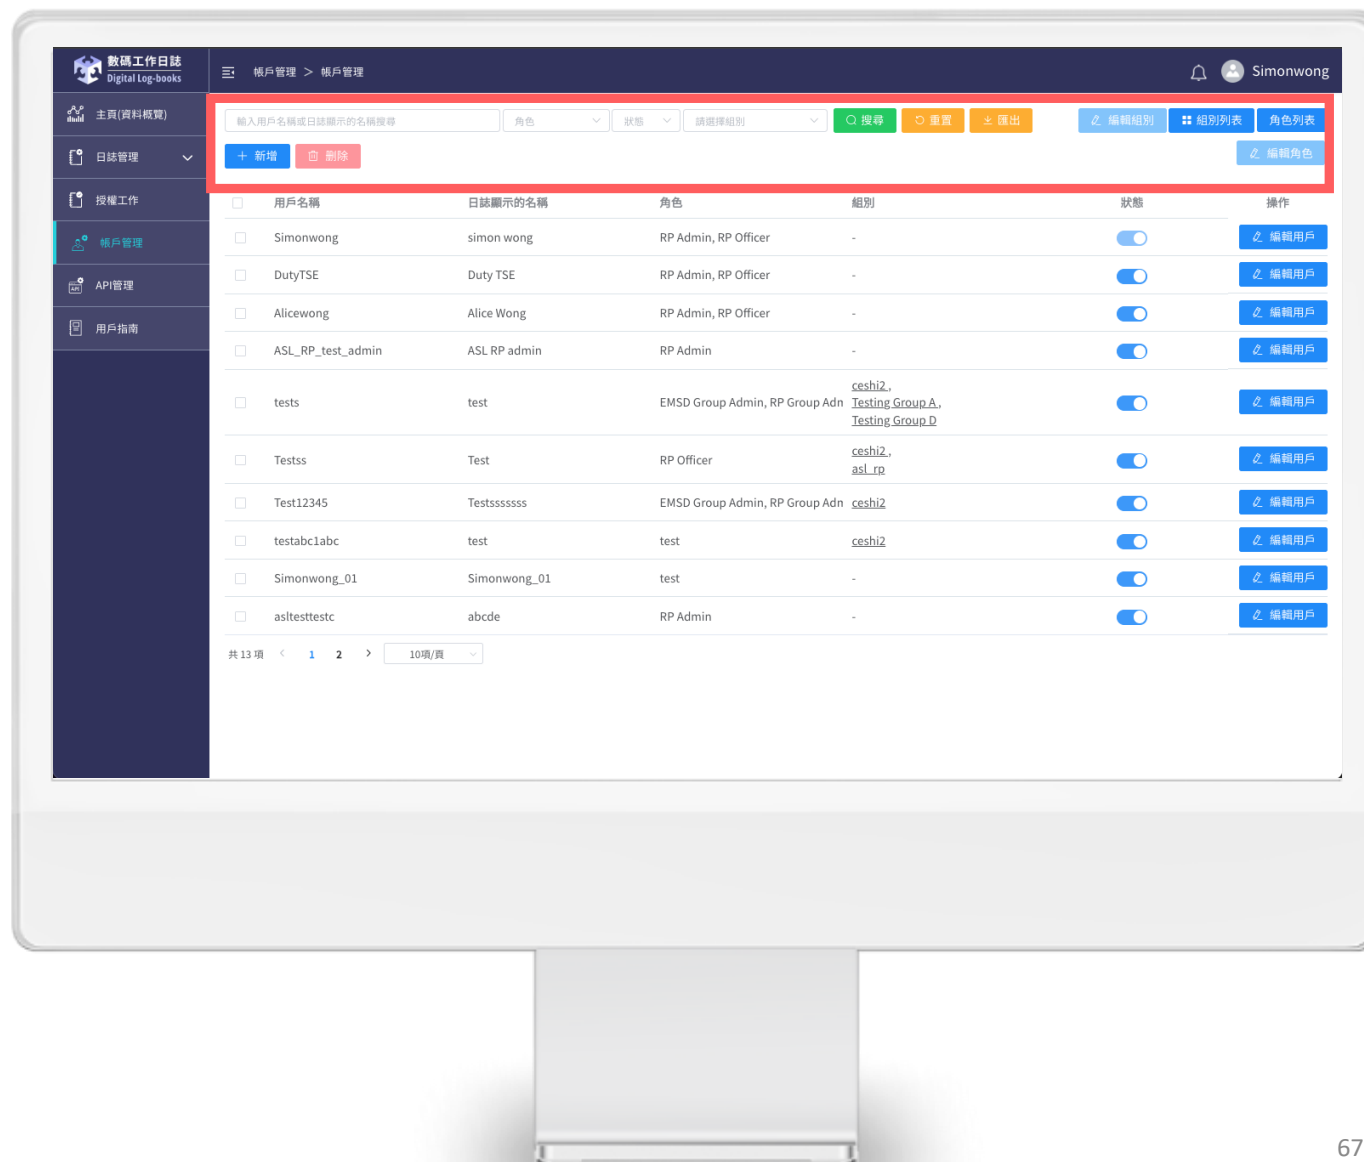 數碼工作日誌
Digital Log-books
帳戶管理 > 帳戶管理
Simonwong
主頁(資料概覽)
日誌管理
授權工作
帳戶管理
API管理
用戶指南
輸入用戶名稱或日誌顯示的名稱搜尋 角色 狀態 請選擇組別 搜尋 重置 匯出 編輯組別 組別列表 角色列表
新增 刪除 編輯角色
用戶名稱 日誌顯示的名稱 角色 組別 狀態 操作
Simonwong simon wong RP Admin, RP Officer - 編輯用戶
DutyTSE Duty TSE RP Admin, RP Officer - 編輯用戶
Alicewong Alice Wong RP Admin, RP Officer - 編輯用戶
ASL_RP_test_admin ASL RP admin RP Admin - 編輯用戶
ceshi2 ,
tests test EMSD Group Admin, RP Group Adn Testing Group A , 編輯用戶
Testing Group D
ceshi2 ,
Testss Test RP Officer 編輯用戶
asl_rp
Test12345 Testsssssss EMSD Group Admin, RP Group Adn ceshi2 編輯用戶
testabc1abc test test ceshi2 編輯用戶
Simonwong_01 Simonwong_01 test - 編輯用戶
asltesttestc abcde RP Admin - 編輯用戶
共 13 項 < 1 2 > 10項/頁
67